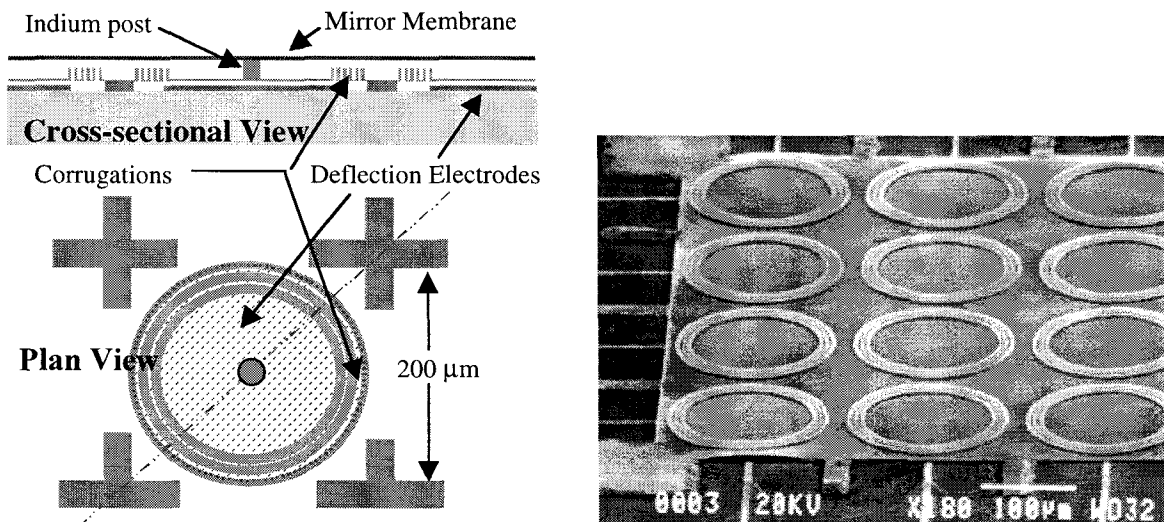 Indium post
Mirror Membrane
Cross-sectional View
Corrugations
Deflection Electrodes
Plan View
200 μm
0003 20KV X180 100μm WD32